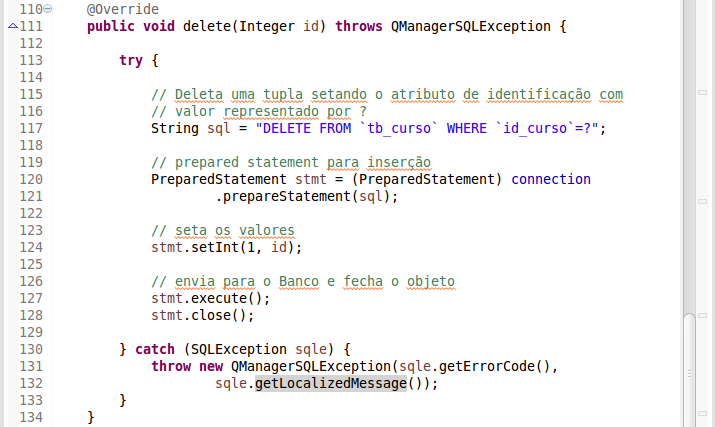 110 @Override
111 public void delete(Integer id) throws QManagerSQLException {
112
113 try {
114
115 // Deleta uma tupla setando o atributo de identificação com
116 // valor representado por ?
117 String sql = "DELETE FROM `tb_curso` WHERE `id_curso`=?";
118
119 // prepared statement para inserção
120 PreparedStatement stmt = (PreparedStatement) connection
121 .prepareStatement(sql);
122
123 // seta os valores
124 stmt.setInt(1, id);
125
126 // envia para o Banco e fecha o objeto
127 stmt.execute();
128 stmt.close();
129
130 } catch (SQLException sqle) {
131 throw new QManagerSQLException(sqle.getErrorCode(),
132 sqle.getLocalizedMessage());
133 }
134 }